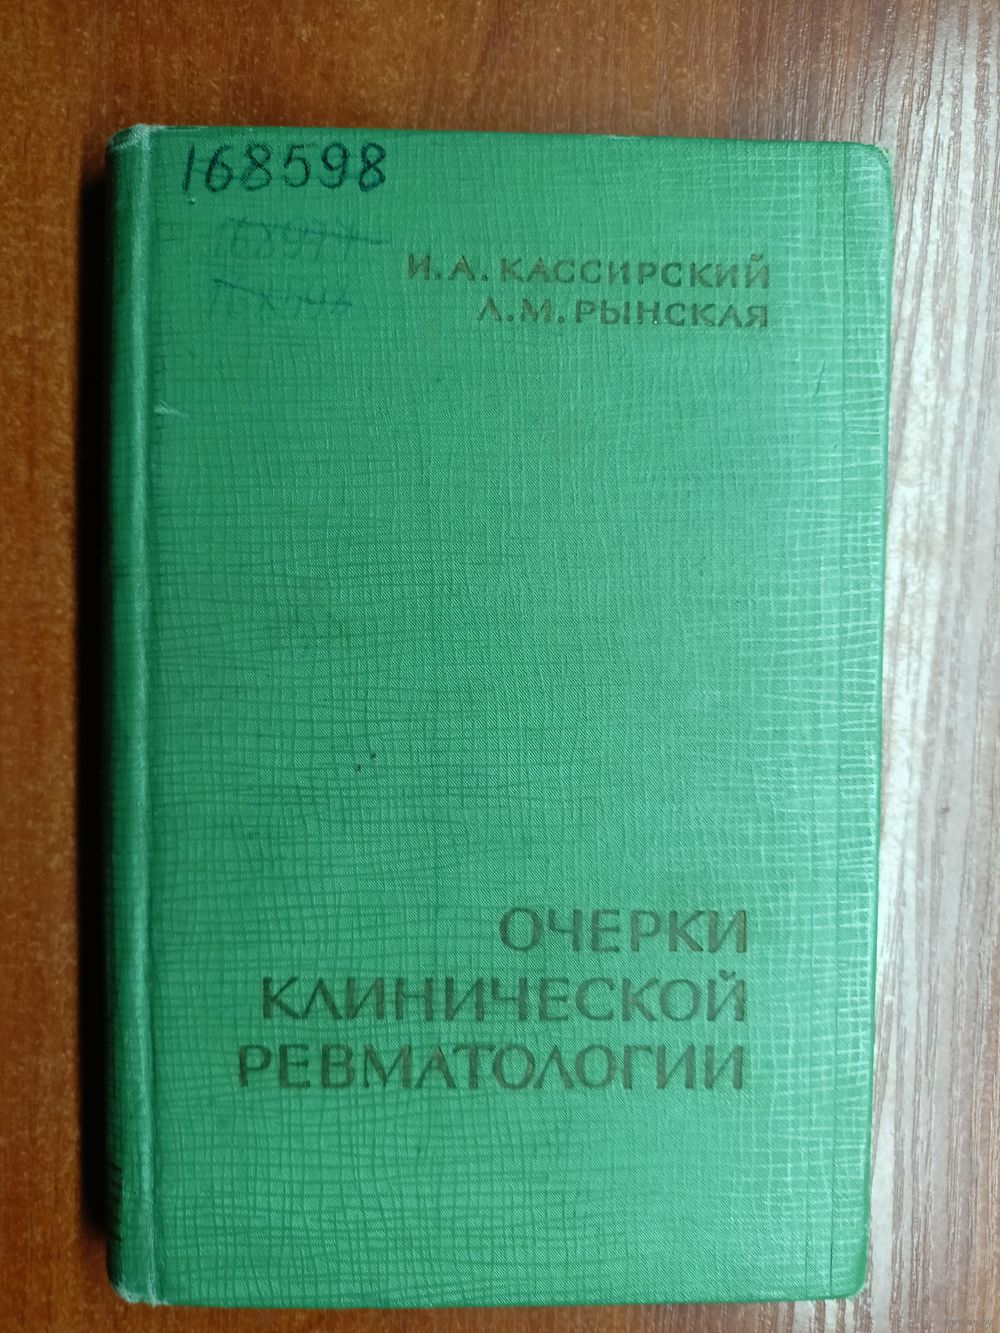 168598
И. А. КАССИРСКИЙ
Л. М. РЫНСКАЯ
ОЧЕРКИ
КЛИНИЧЕСКОЙ
РЕВМАТОЛОГИИ